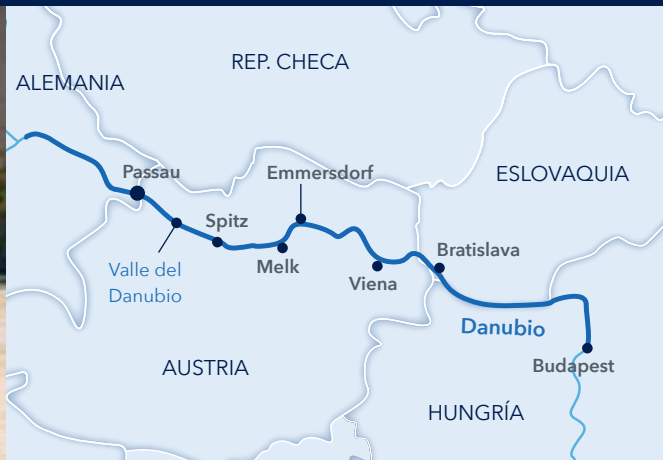 REP. CHECA
ALEMANIA
Passau
Emmersdorf
ESLOVAQUIA
Spitz
Bratislava
Valle del
Danubio
Melk
Viena
Danubio
AUSTRIA
Budapest
HUNGRÍA